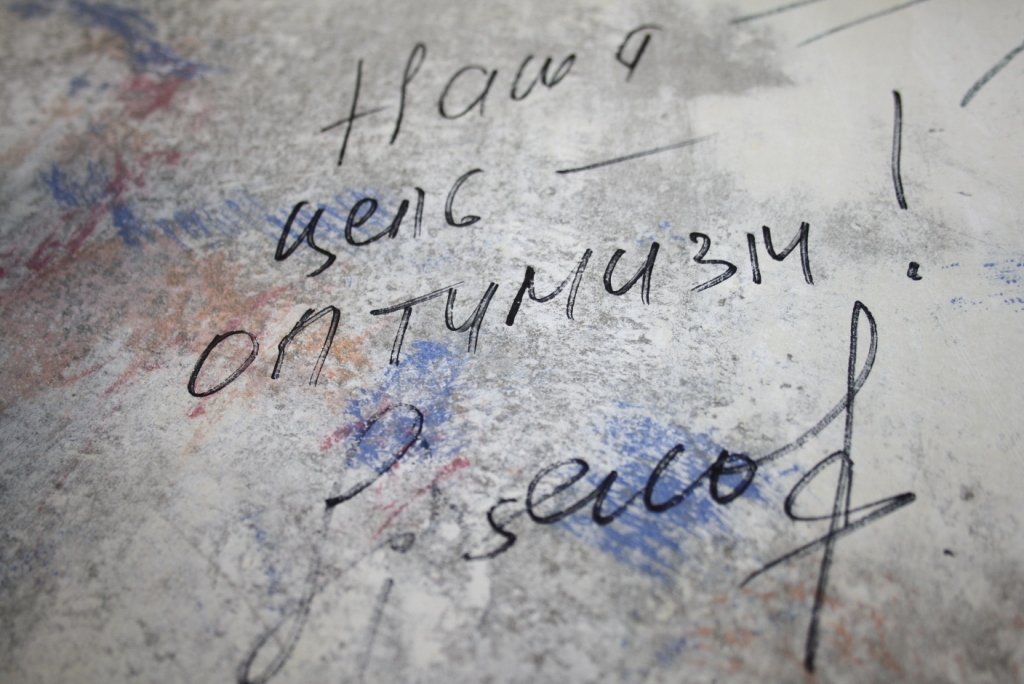 Наша
цель —
оптимизм!